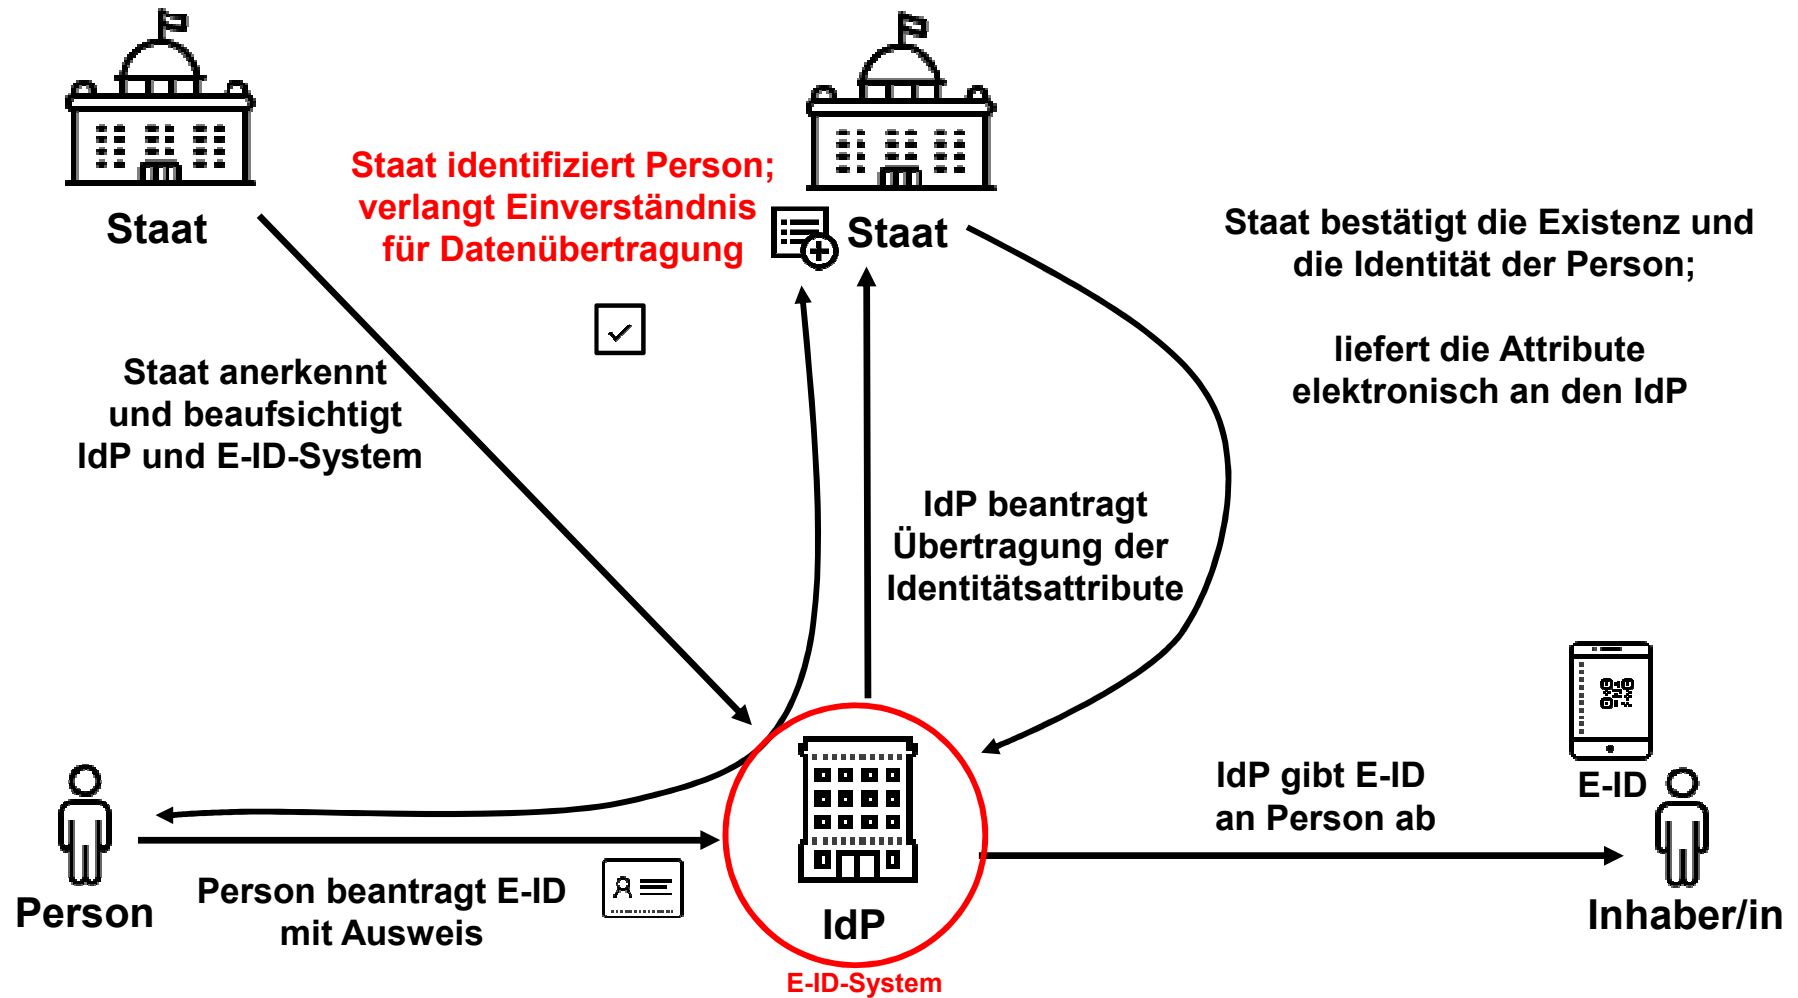 Staat
Staat identifiziert Person;
verlangt Einverständnis
für Datenübertragung
Staat
Staat bestätigt die Existenz und
die Identität der Person;
liefert die Attribute
elektronisch an den IdP
Staat anerkennt
und beaufsichtigt
IdP und E-ID-System
IdP beantragt
Übertragung der
Identitätsattribute
IdP gibt E-ID
an Person ab
E-ID
Person
Person beantragt E-ID
mit Ausweis
IdP
E-ID-System
Inhaber/in